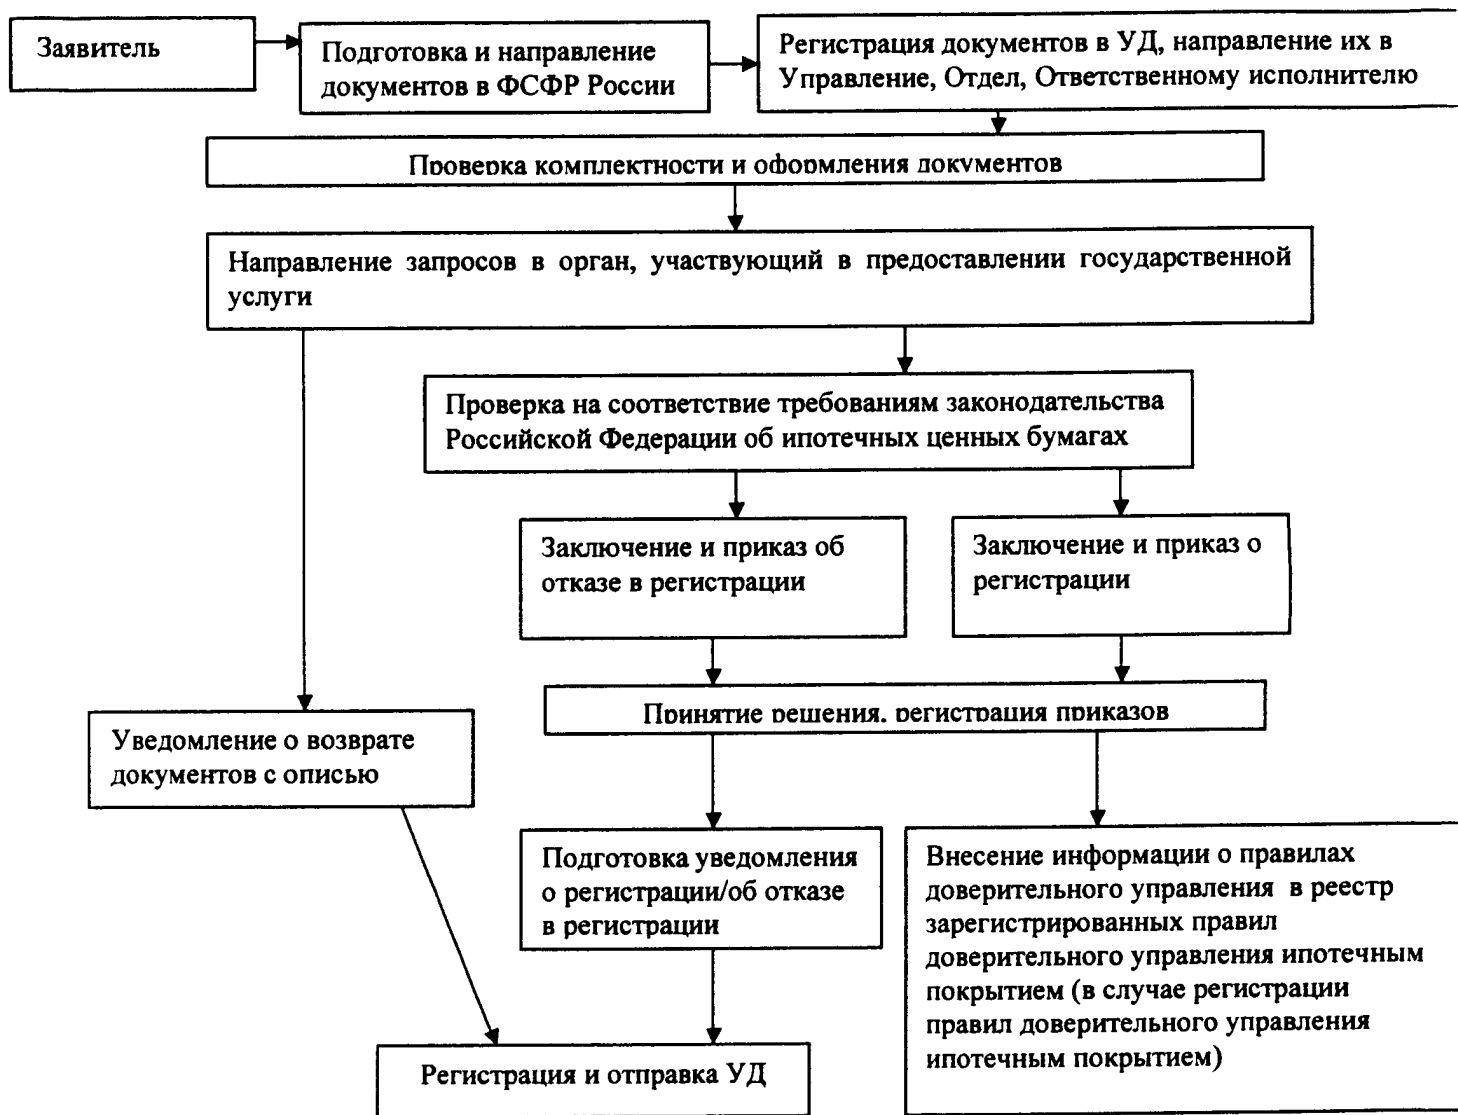 Заявитель
Подготовка и направление
документов в ФСФР России
Регистрация документов в УД, направление их в
Управление, Отдел, Ответственному исполнителю
Проверка комплектности и оформления документов
Направление запросов в орган, участвующий в предоставлении государственной
услуги
Проверка на соответствие требованиям законодательства
Российской Федерации об ипотечных ценных бумагах
Заключение и приказ об
отказе в регистрации
Заключение и приказ о
регистрации
Принятие решения, регистрация приказов
Уведомление о возврате
документов с описью
Подготовка уведомления
о регистрации/об отказе
в регистрации
Внесение информации о правилах
доверительного управления в реестр
зарегистрированных правил
доверительного управления ипотечным
покрытием (в случае регистрации
правил доверительного управления
ипотечным покрытием)
Регистрация и отправка УД